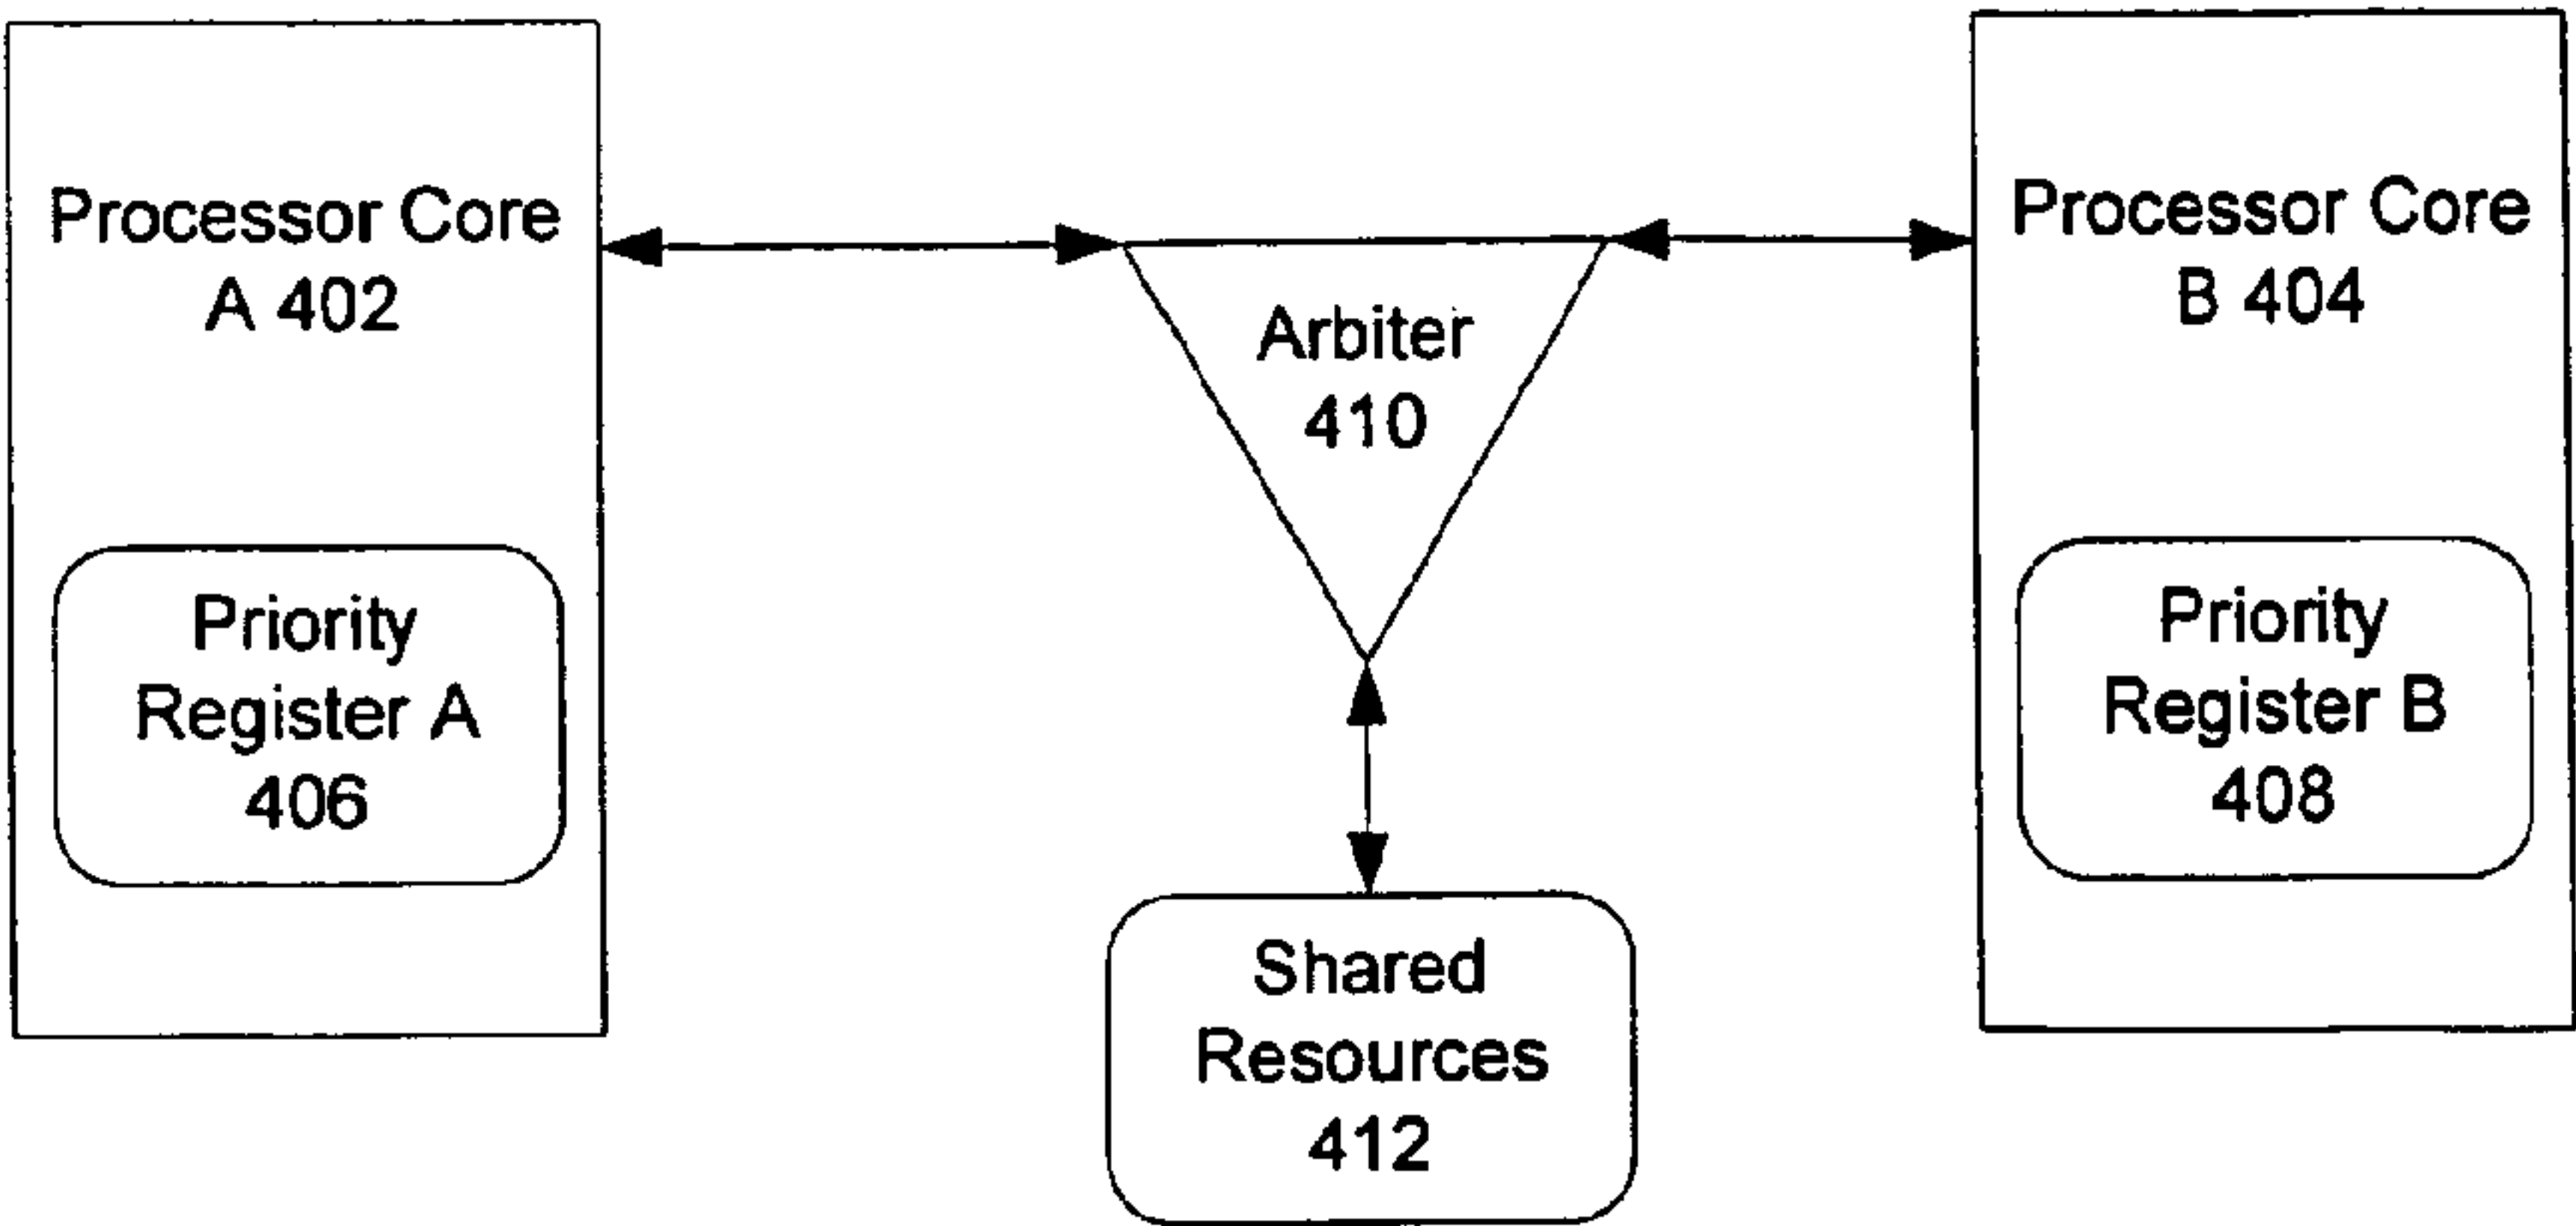 Processor Core
A 402
Priority
Register A
406
Arbiter
410
Shared
Resources
412
Processor Core
B 404
Priority
Register B
408